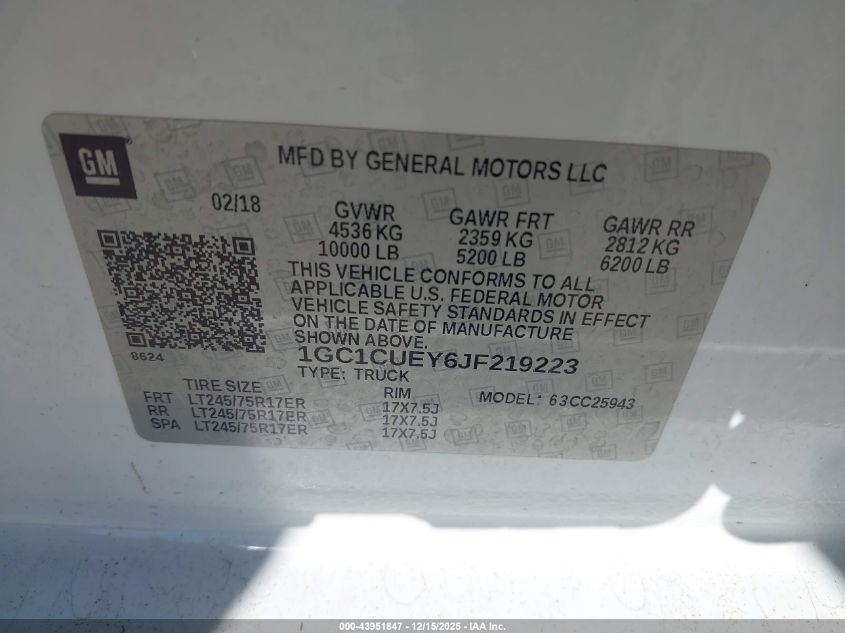 GM
MFD BY GENERAL MOTORS LLC
02/18
GVWR
4536 KG
10000 LB
GAWR FRT
2359 KG
5200 LB
GAWR RR
2812 KG
6200 LB
THIS VEHICLE CONFORMS TO ALL
APPLICABLE U.S. FEDERAL MOTOR
VEHICLE SAFETY STANDARDS IN EFFECT
ON THE DATE OF MANUFACTURE
SHOWN ABOVE.
8624
1GC1CUEY6JF219223
TYPE: TRUCK
MODEL: 63CC25943
TIRE SIZE RIM
FRT LT245/75R17ER 17X7.5J
RR LT245/75R17ER 17X7.5J
SPA LT245/75R17ER 17X7.5J
000-43951847 - 12/15/2025 - IAA Inc.